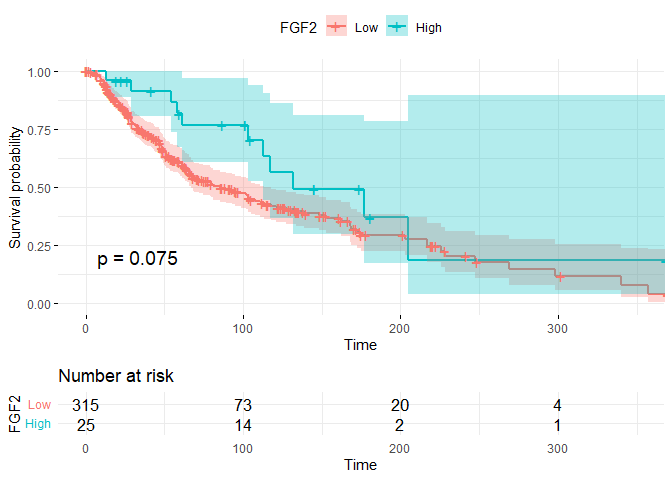 FGF2 Low High
Survival probability
1.00
0.75
0.50
0.25
0.00
p = 0.075
0 100 200 300
Time
Number at risk
FGF2
Low 315 73 20 4
High 25 14 2 1
0 100 200 300
Time